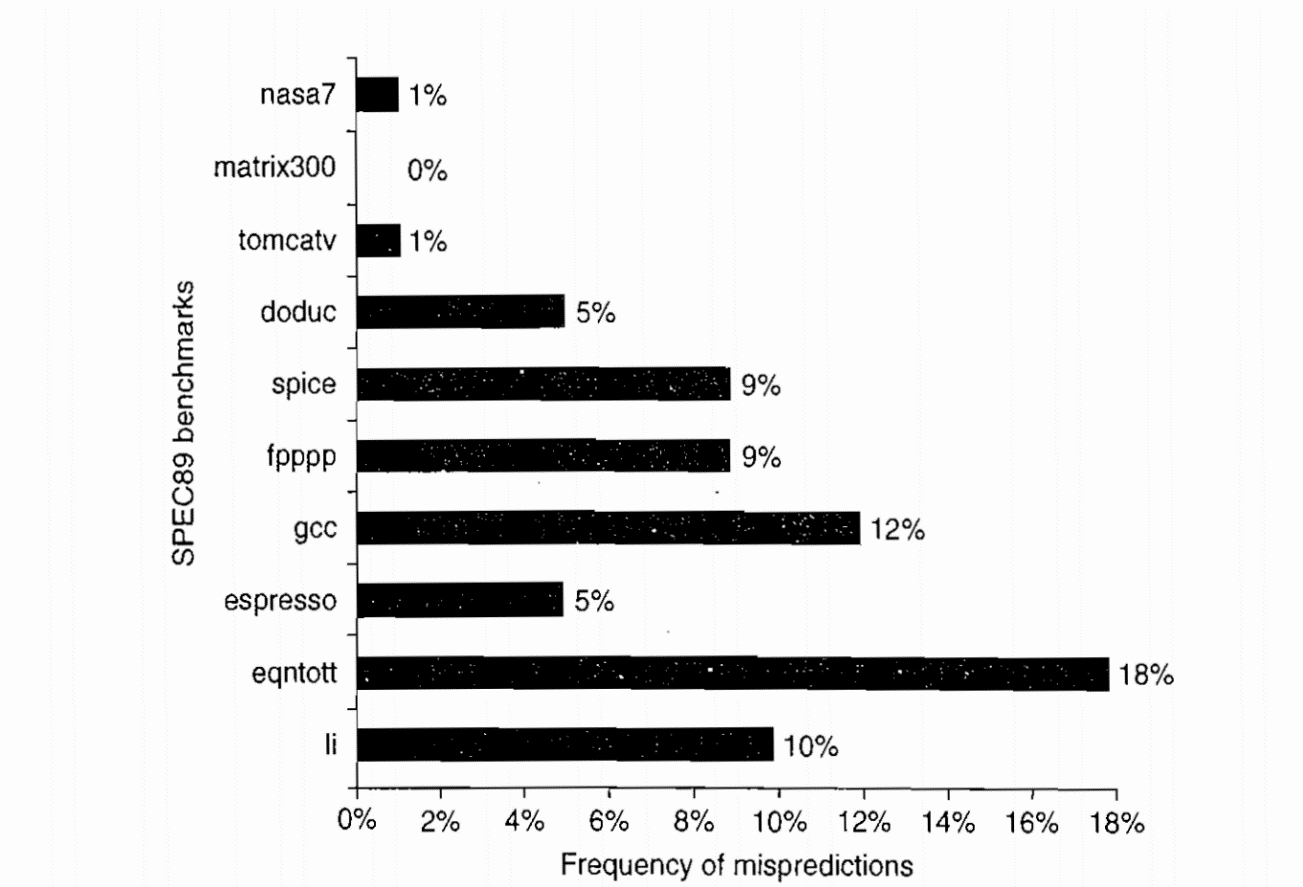 nasa7 1%
matrix300 0%
tomcatv 1%
doduc 5%
spice 9%
fpppp 9%
gcc 12%
espresso 5%
eqntott 18%
li 10%
SPEC89 benchmarks
0% 2% 4% 6% 8% 10% 12% 14% 16% 18%
Frequency of mispredictions